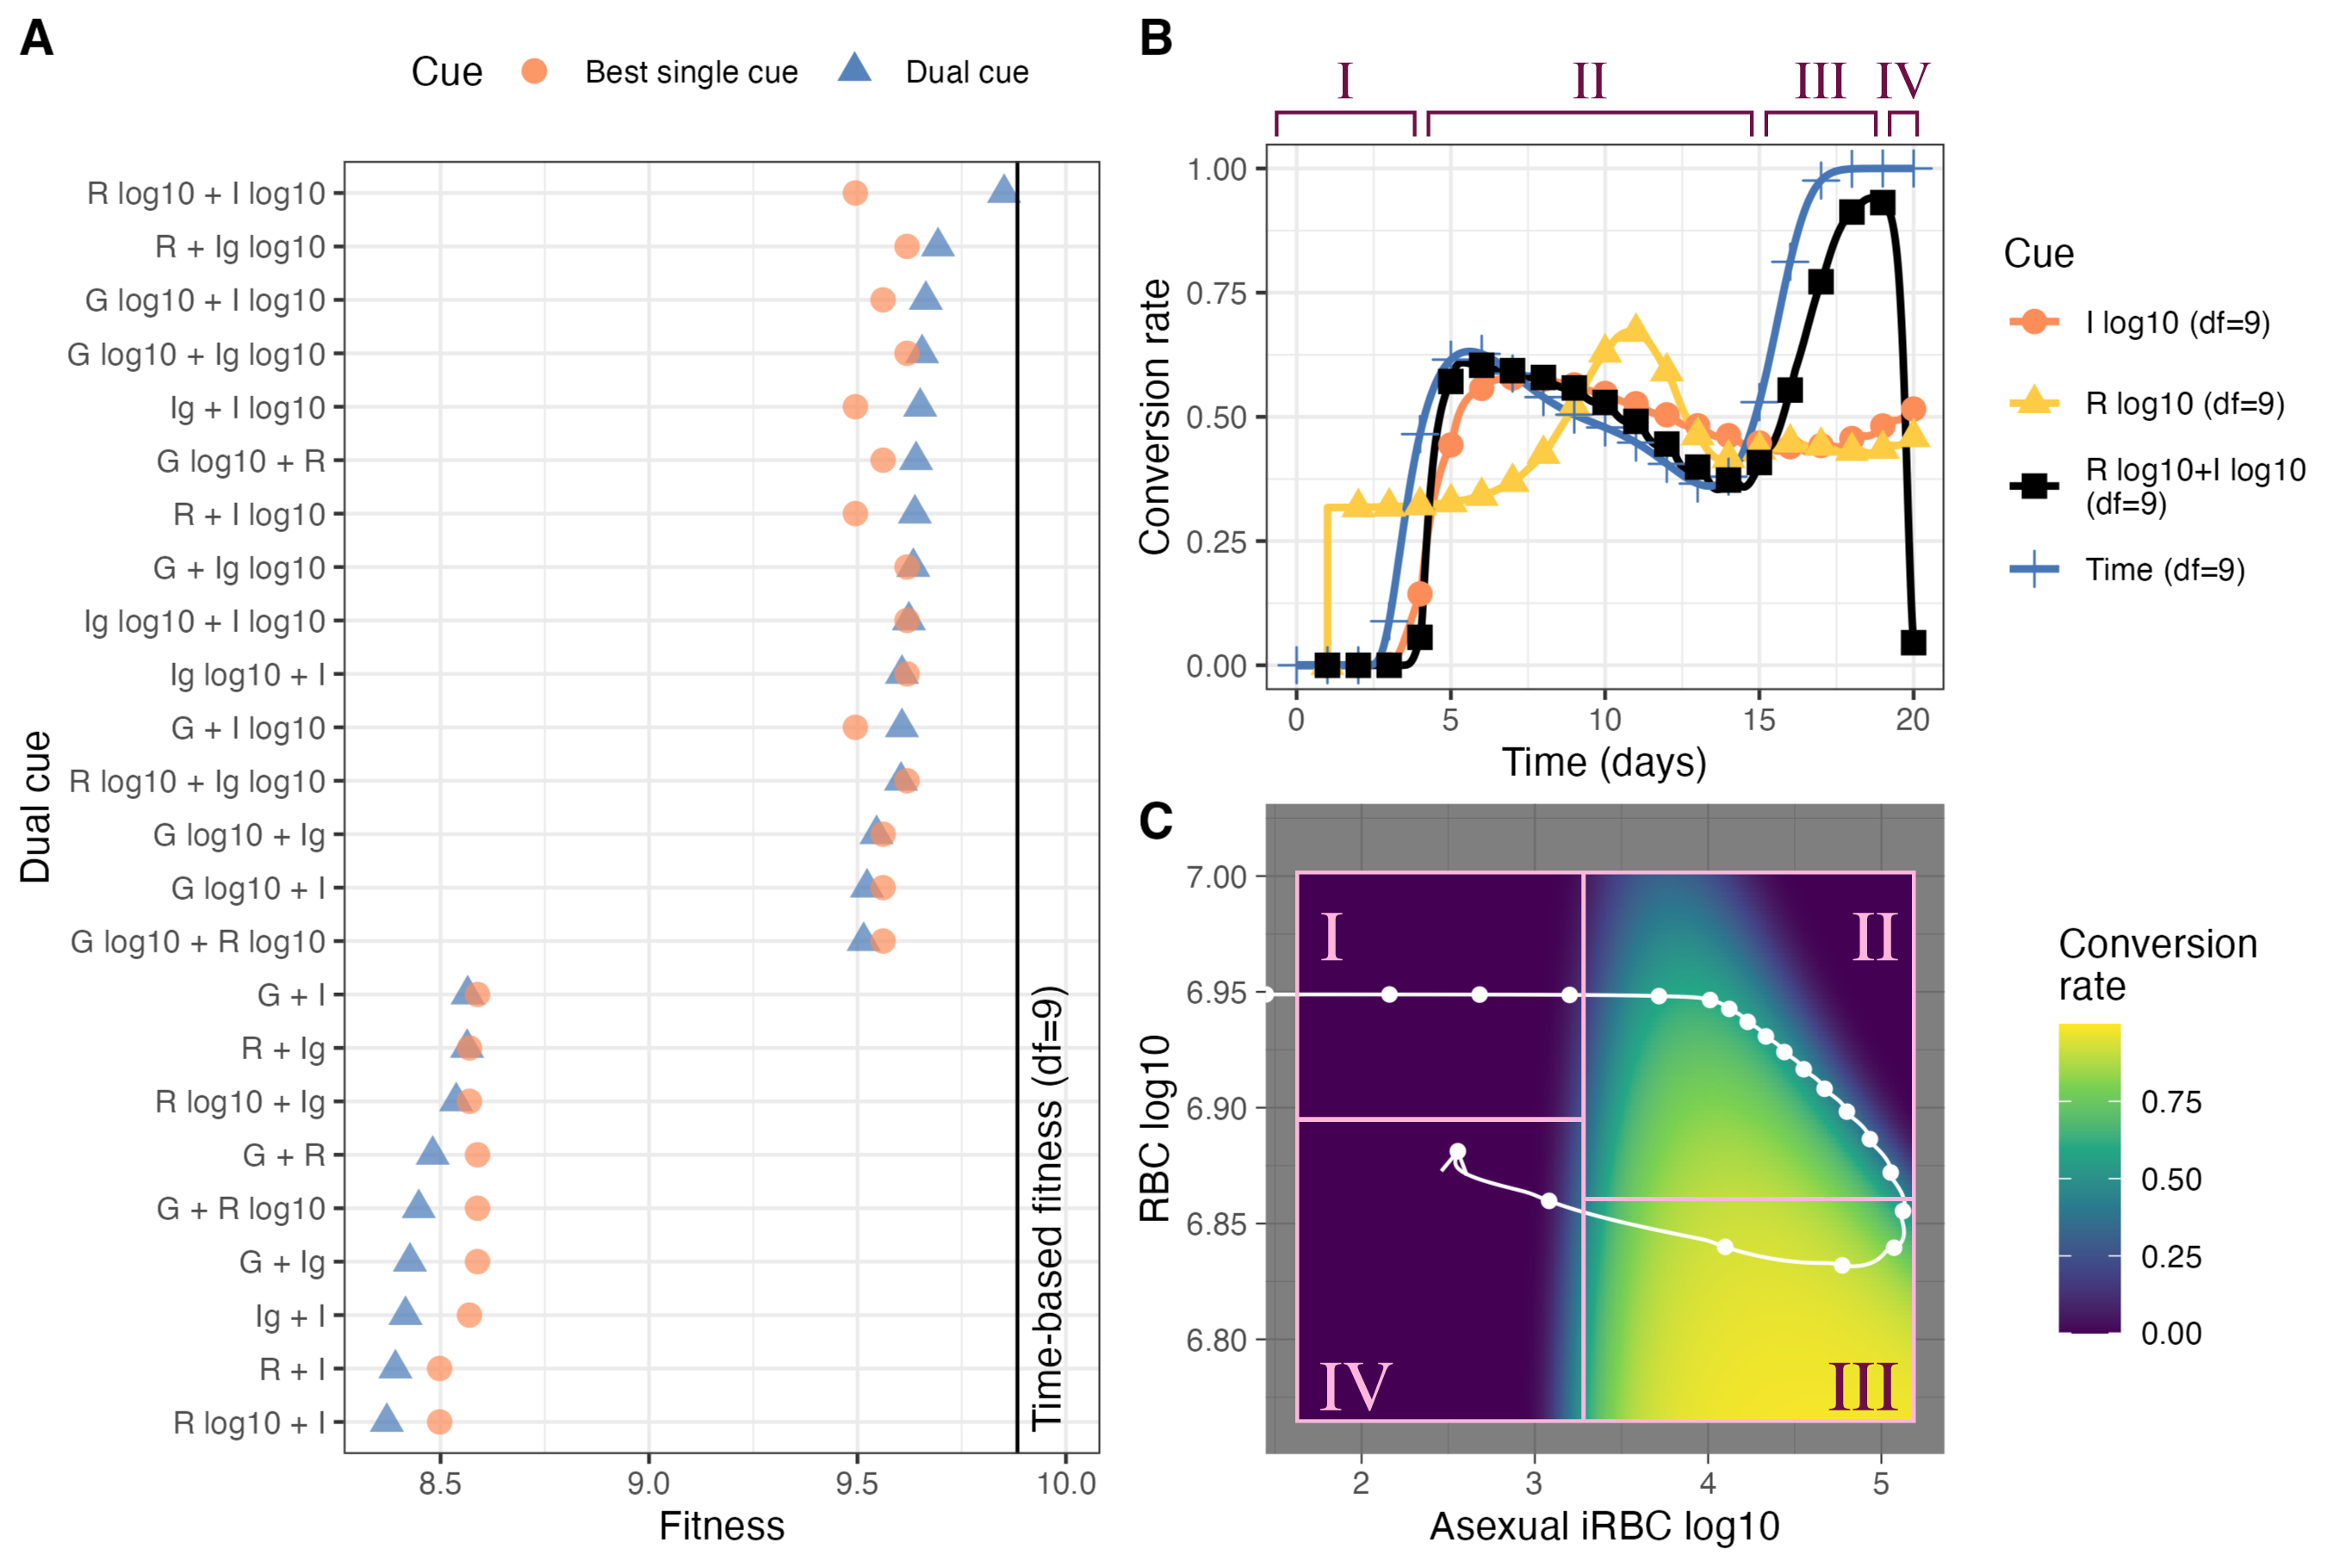 A
Cue
Best single cue
Dual cue
Dual cue
R log10 + I log10
R + Ig log10
G log10 + I log10
G log10 + Ig log10
Ig + I log10
G log10 + R
R + I log10
G + Ig log10
Ig log10 + I log10
Ig log10 + I
G + I log10
R log10 + Ig log10
G log10 + Ig
G log10 + I
G log10 + R log10
G + I
R + Ig
R log10 + Ig
G + R
G + R log10
G + Ig
Ig + I
R + I
R log10 + I
Time-based fitness (df=9)
8.5 9.0 9.5 10.0
Fitness
B
I II III IV
Conversion rate
1.00
0.75
0.50
0.25
0.00
0 5 10 15 20
Time (days)
Cue
I log10 (df=9)
R log10 (df=9)
R log10+I log10
(df=9)
Time (df=9)
C
RBC log10
7.00
6.95
6.90
6.85
6.80
I II
IV III
2 3 4 5
Asexual iRBC log10
Conversion
rate
0.75
0.50
0.25
0.00